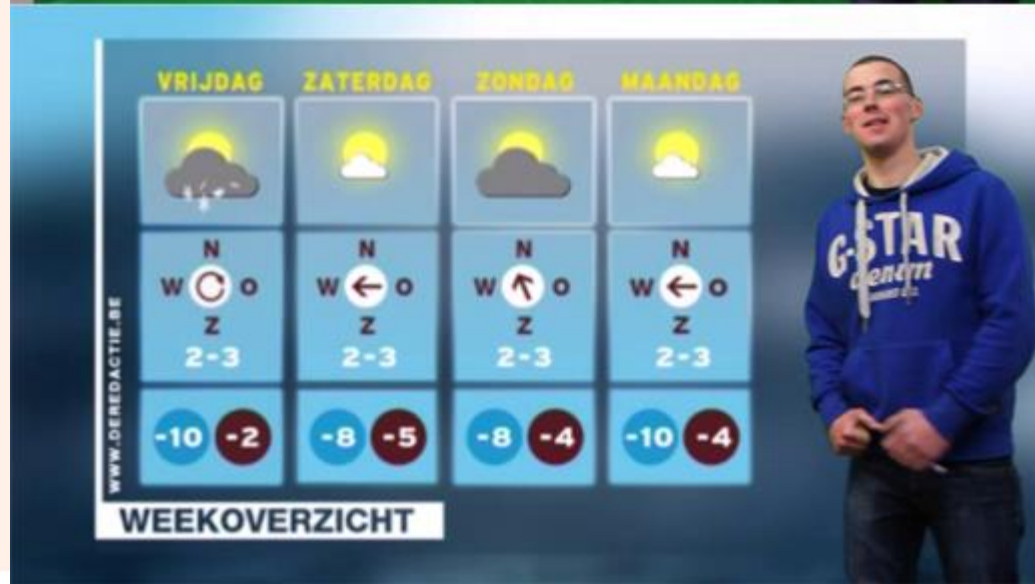 VRIJDAG ZATERDAG ZONDAG MAANDAG
N N N N
W O W O W O W O
Z Z Z Z
2-3 2-3 2-3 2-3
-10 -2 -8 -5 -8 -4 -10 -4
WWW.DEREDACTIE.BE
WEEKOVERZICHT
G-STAR